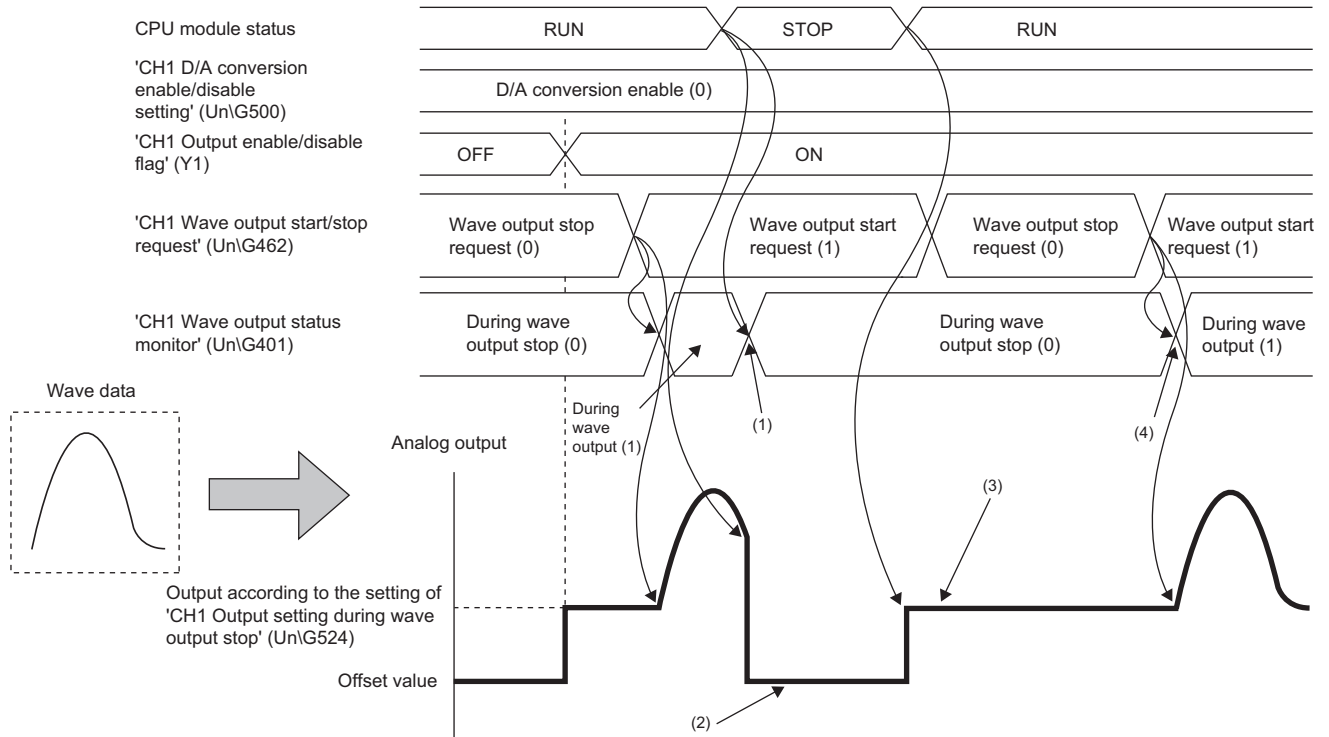 CPU module status
RUN
STOP
RUN
'CH1 D/A conversion
enable/disable
setting' (Un\G500)
D/A conversion enable (0)
'CH1 Output enable/disable
flag' (Y1)
OFF
ON
'CH1 Wave output start/stop
request' (Un\G462)
Wave output stop
request (0)
Wave output start
request (1)
Wave output stop
request (0)
Wave output start
request (1)
'CH1 Wave output status
monitor' (Un\G401)
During wave
output stop (0)
During wave
output stop (0)
During wave
output (1)
Wave data
During
wave
output (1)
(1)
(4)
Analog output
(3)
Output according to the setting of
'CH1 Output setting during wave
output stop' (Un\G524)
Offset value
(2)